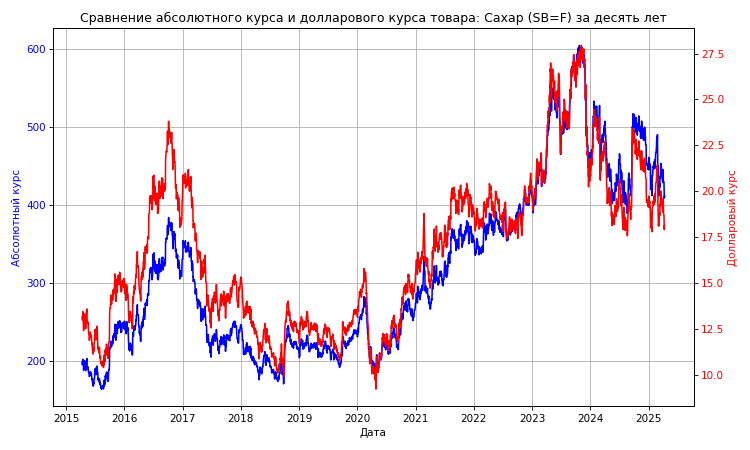 Сравнение абсолютного курса и долларового курса товара: Сахар (SB=F) за десять лет
600
500
400
300
200
Абсолютный курс
27.5
25.0
22.5
20.0
17.5
15.0
12.5
10.0
Долларовый курс
2015 2016 2017 2018 2019 2020 2021 2022 2023 2024 2025
Дата